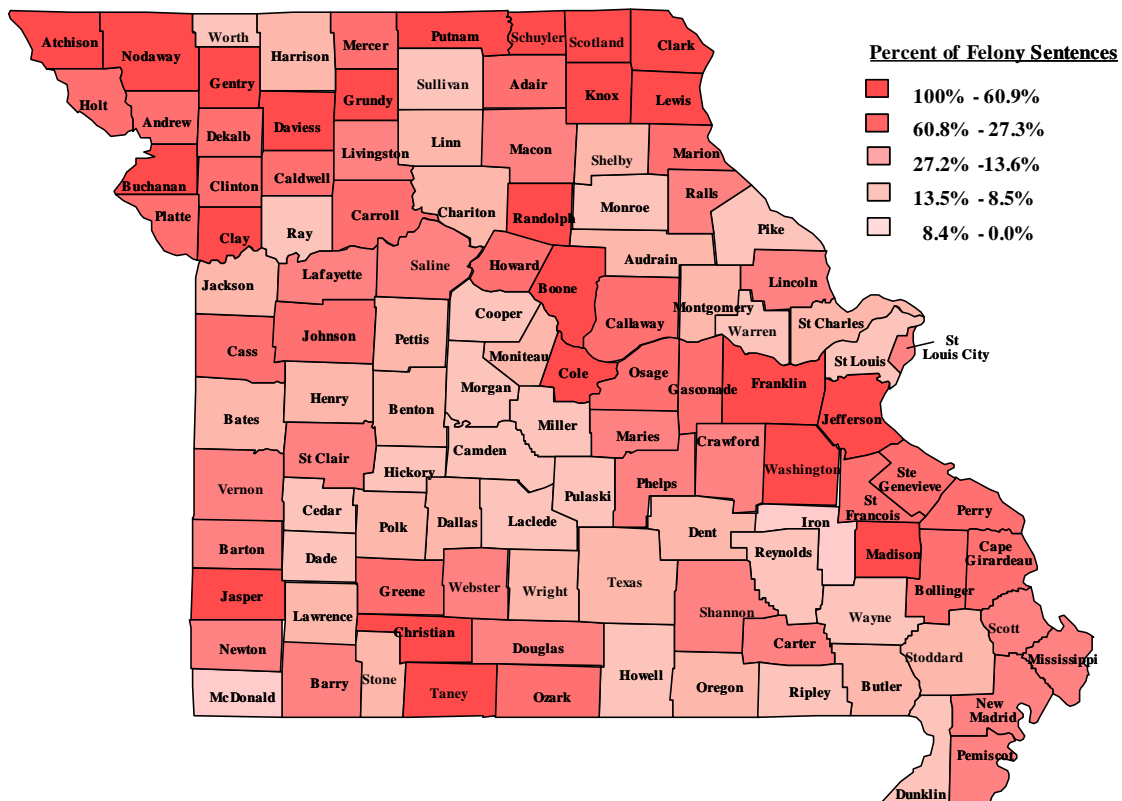 Percent of Felony Sentences
100% - 60.9%
60.8% - 27.3%
27.2% -13.6%
13.5% - 8.5%
8.4% - 0.0%
Atchison
Nodaway
Worth
Harrison
Mercer
Putnam
Schuyler
Scotland
Clark
Gentry
Sullivan
Adair
Knox
Lewis
Holt
Andrew
Dekalb
Daviess
Grundy
Linn
Macon
Shelby
Marion
Livingston
Buchanan
Clinton
Caldwell
Ralls
Monroe
Platte
Clay
Ray
Carroll
Chariton
Randolph
Pike
Audrain
Jackson
Lafayette
Saline
Howard
Boone
Lincoln
Montgomery
Callaway
Cooper
Warren
St Charles
St
Louis City
St Louis
Cass
Johnson
Pettis
Moniteau
Cole
Osage
Gasconade
Franklin
Morgan
Jefferson
Henry
Bates
Benton
Miller
Maries
Crawford
Camden
St Clair
Hickory
Washington
Ste
Genevieve
Vernon
Phelps
Pulaski
St
Francois
Perry
Cedar
Polk
Dallas
Laclede
Dent
Iron
Reynolds
Madison
Cape
Girardeau
Barton
Dade
Bollinger
Jasper
Greene
Webster
Wright
Texas
Shannon
Wayne
Lawrence
Christian
Scott
Newton
Douglas
Carter
Stoddard
Mississippi
McDonald
Barry
Stone
Taney
Ozark
Howell
Oregon
Ripley
Butler
New
Madrid
Pemiscot
Dunklin